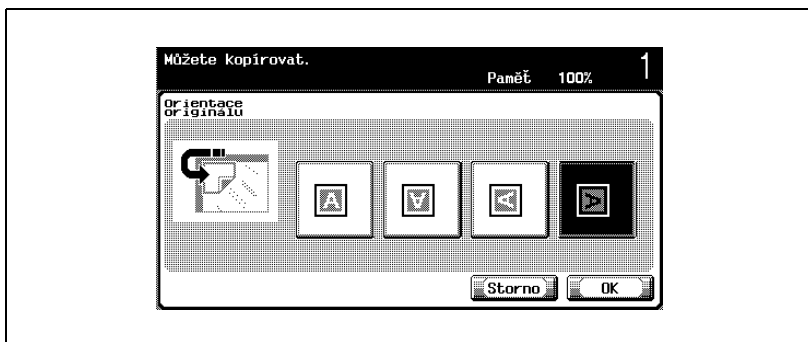 Můžete kopírovat.
Paměť 100% 1
Orientace
originálu
A A A A
Storno OK